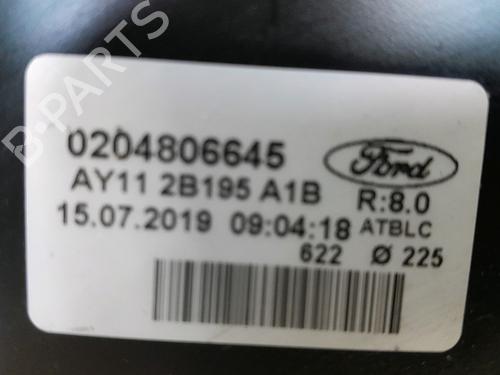 B-PARTS
0204806645
Ford
AY11 2B195 A1B
R:8.0
15.07.2019 09:04:18
ATBLC
622 Ø 225